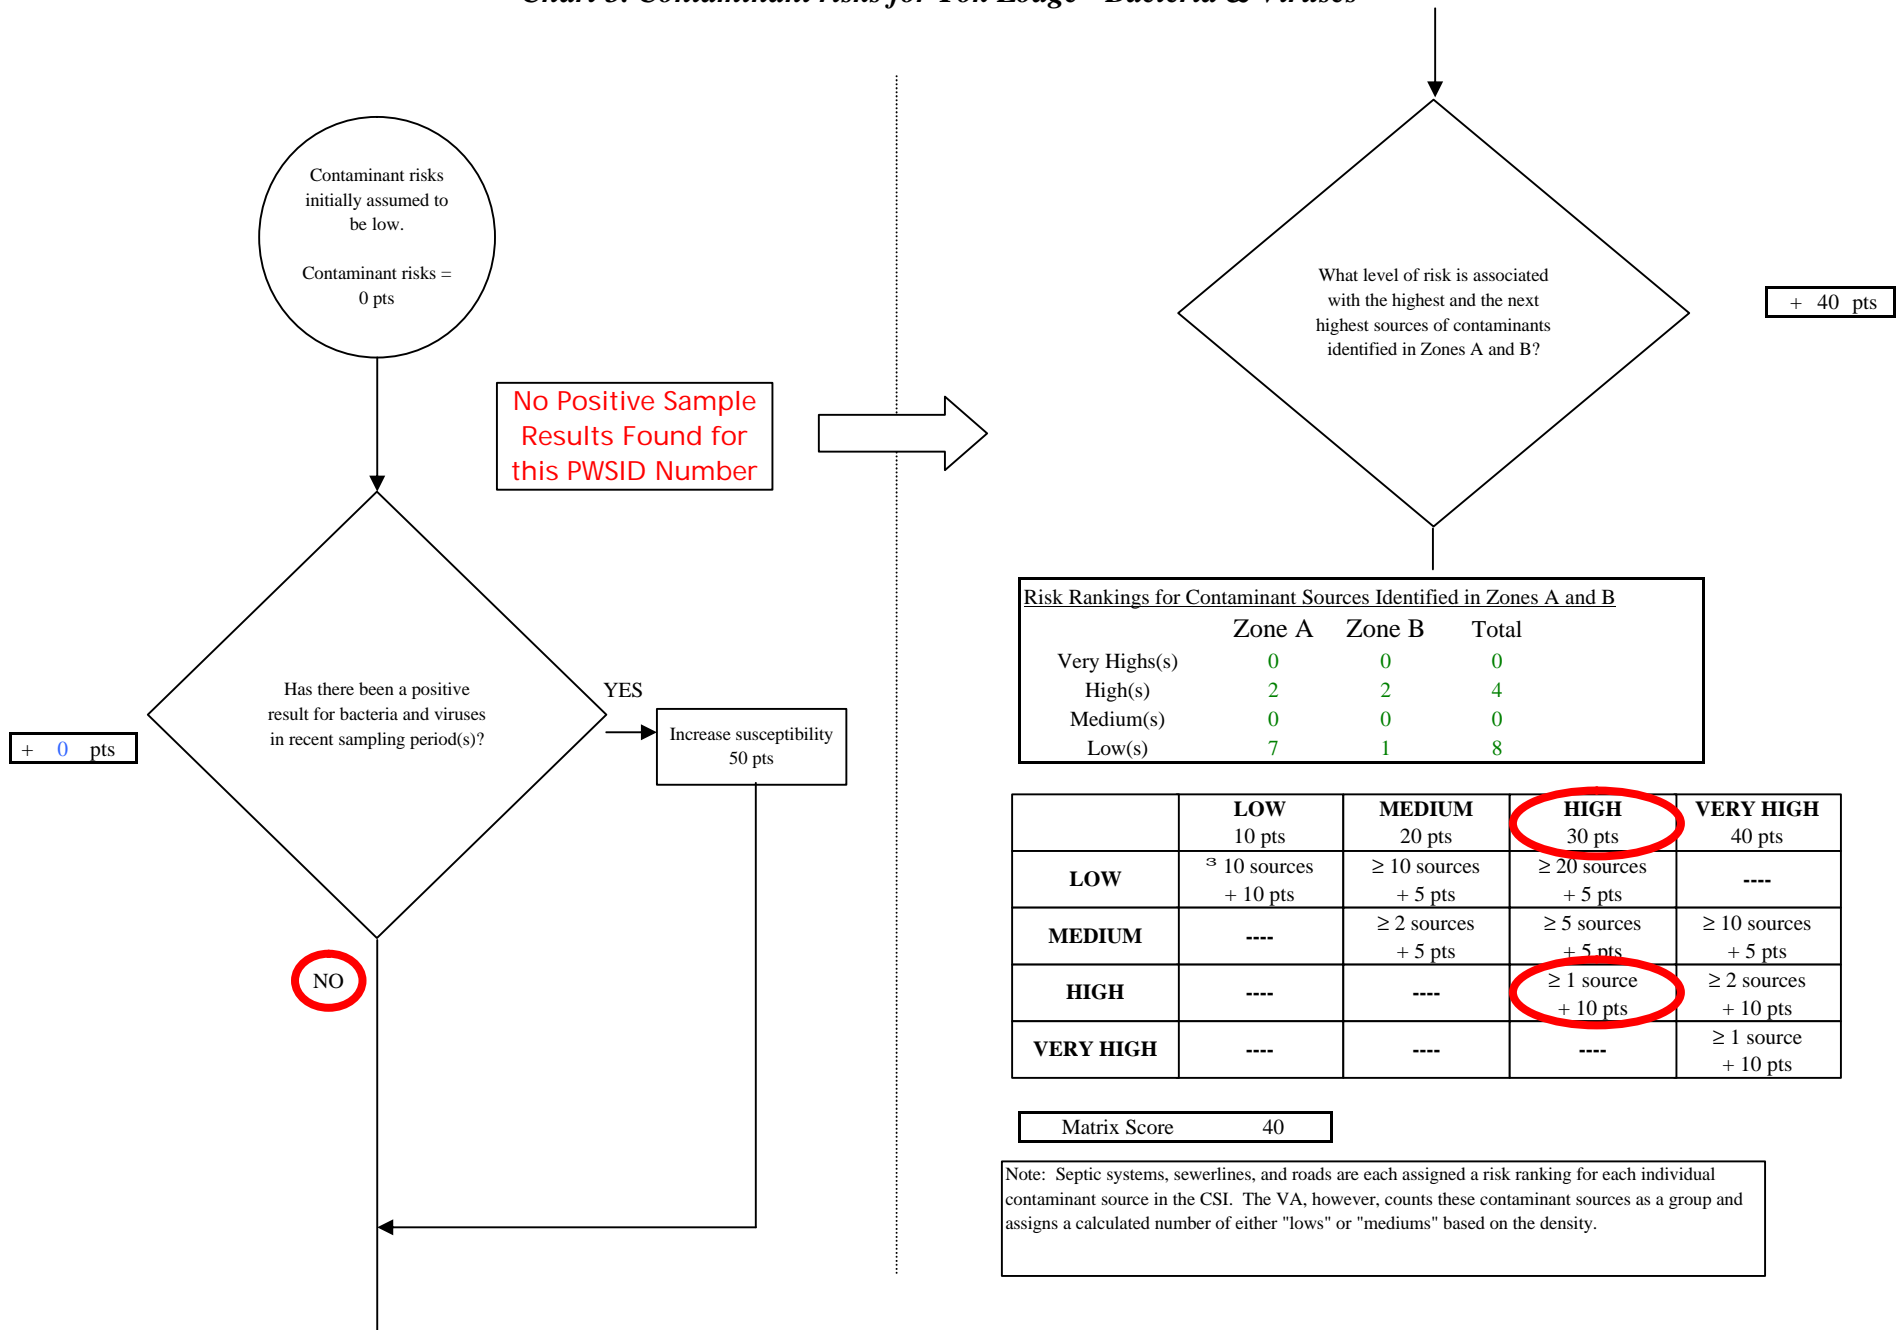 Chart 3. Contaminant risks for Tok Lodge - Bacteria & Viruses
Contaminant risks
initially assumed to
be low.
Contaminant risks =
0 pts
No Positive Sample
Results Found for
this PWSID Number
Has there been a positive
result for bacteria and viruses
in recent sampling period(s)?
+ 0 pts
YES
Increase susceptibility
50 pts
NO
What level of risk is associated
with the highest and the next
highest sources of contaminants
identified in Zones A and B?
+ 40 pts
Risk Rankings for Contaminant Sources Identified in Zones A and B
Zone A Zone B Total
Very Highs(s) 0 0 0
High(s) 2 2 4
Medium(s) 0 0 0
Low(s) 7 1 8
LOW MEDIUM HIGH VERY HIGH
10 pts 20 pts 30 pts 40 pts
LOW ³ 10 sources ≥ 10 sources ≥ 20 sources ----
+ 10 pts + 5 pts + 5 pts
MEDIUM ---- ≥ 2 sources ≥ 5 sources ≥ 10 sources
+ 5 pts + 5 pts + 5 pts
HIGH ---- ---- ≥ 1 source ≥ 2 sources
+ 10 pts + 10 pts
VERY HIGH ---- ---- ---- ≥ 1 source
+ 10 pts
Matrix Score 40
Note: Septic systems, sewerlines, and roads are each assigned a risk ranking for each individual
contaminant source in the CSI. The VA, however, counts these contaminant sources as a group and
assigns a calculated number of either "lows" or "mediums" based on the density.